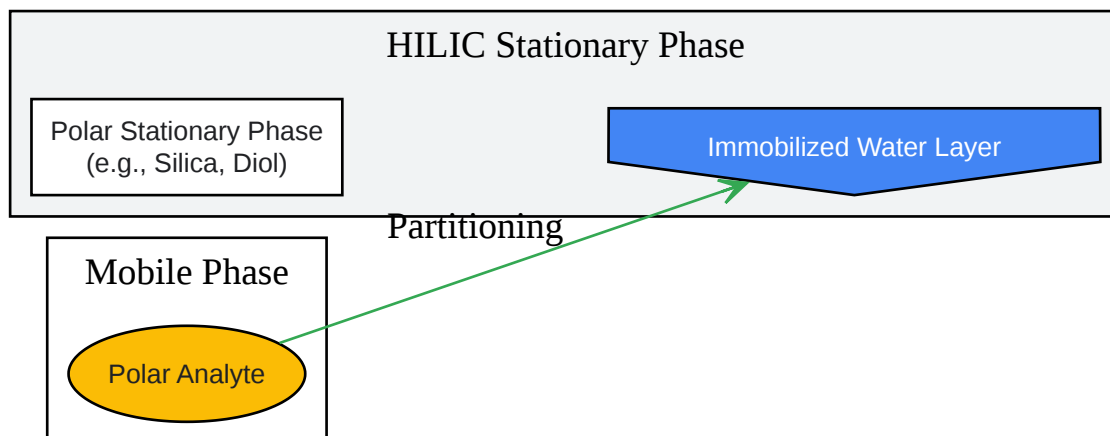 HILIC Stationary Phase
Polar Stationary Phase
(e.g., Silica, Diol)
Immobilized Water Layer
Partitioning
Mobile Phase
Polar Analyte